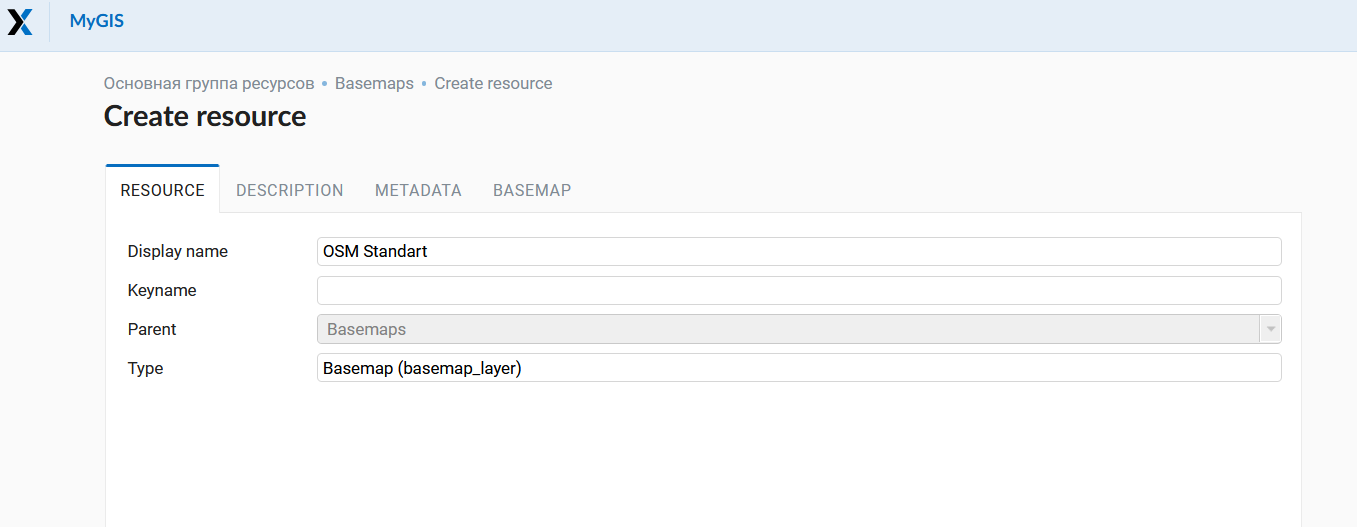 MyGIS
Основная группа ресурсов • Basemaps • Create resource
Create resource
RESOURCE DESCRIPTION METADATA BASEMAP
Display name OSM Standart
Keyname
Parent Basemaps
Type Basemap (basemap_layer)